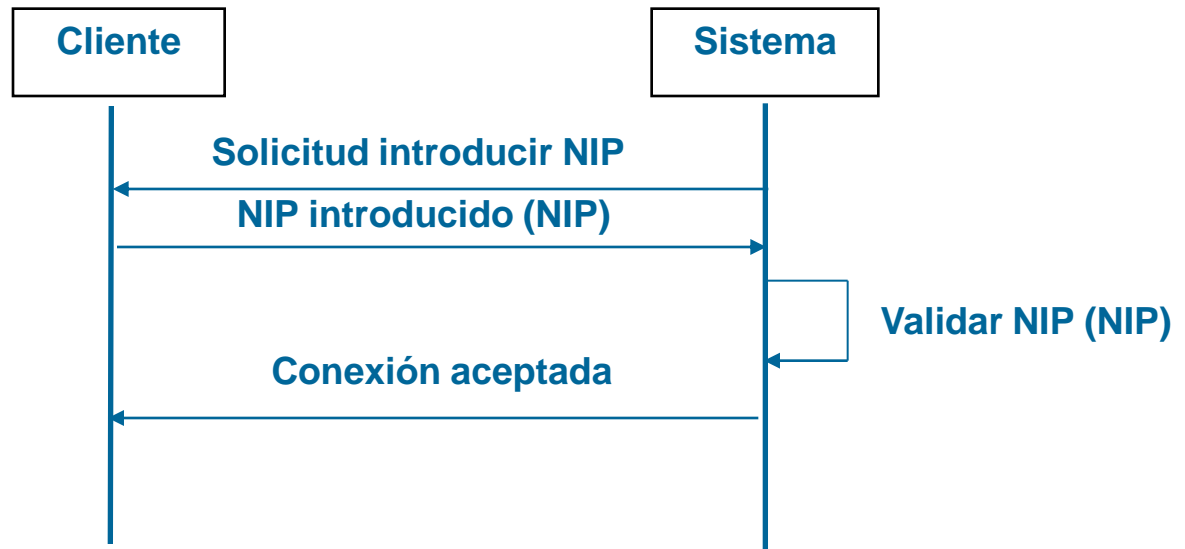 Cliente
Sistema
Solicitud introducir NIP
NIP introducido (NIP)
Validar NIP (NIP)
Conexión aceptada